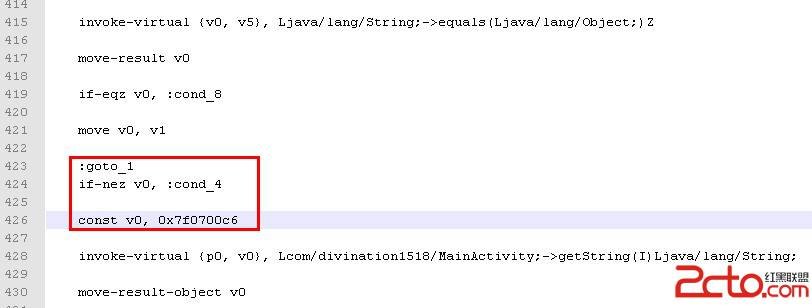 414
415 invoke-virtual {v0, v5}, Ljava/lang/String;->equals(Ljava/lang/Object;)Z
416
417 move-result v0
418
419 if-eqz v0, :cond_8
420
421 move v0, v1
422
423 :goto_1
424 if-nez v0, :cond_4
425
426 const v0, 0x7f0700c6
427
428 invoke-virtual {p0, v0}, Lcom/divination1518/MainActivity;->getString(I)Ljava/lang/String;
429
430 move-result-object v0
2cto 红黑联盟
.com